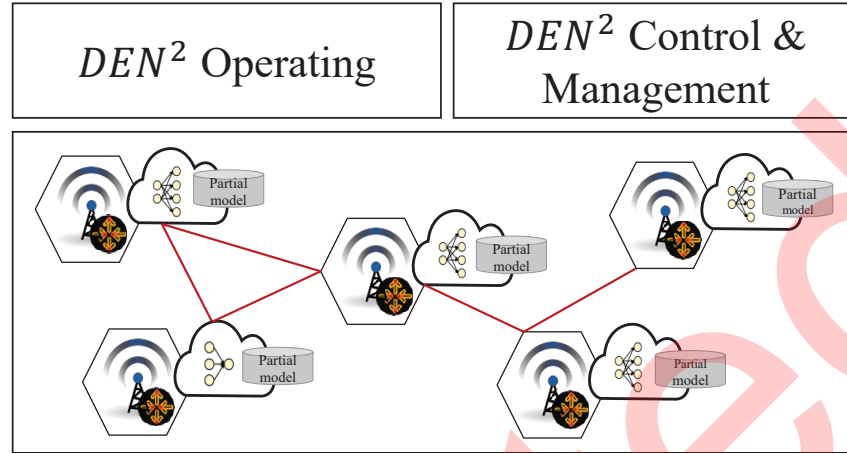 DEN² Operating
DEN² Control &
Management
Partial
model
Partial
model
Partial
model
Partial
model
Partial
model